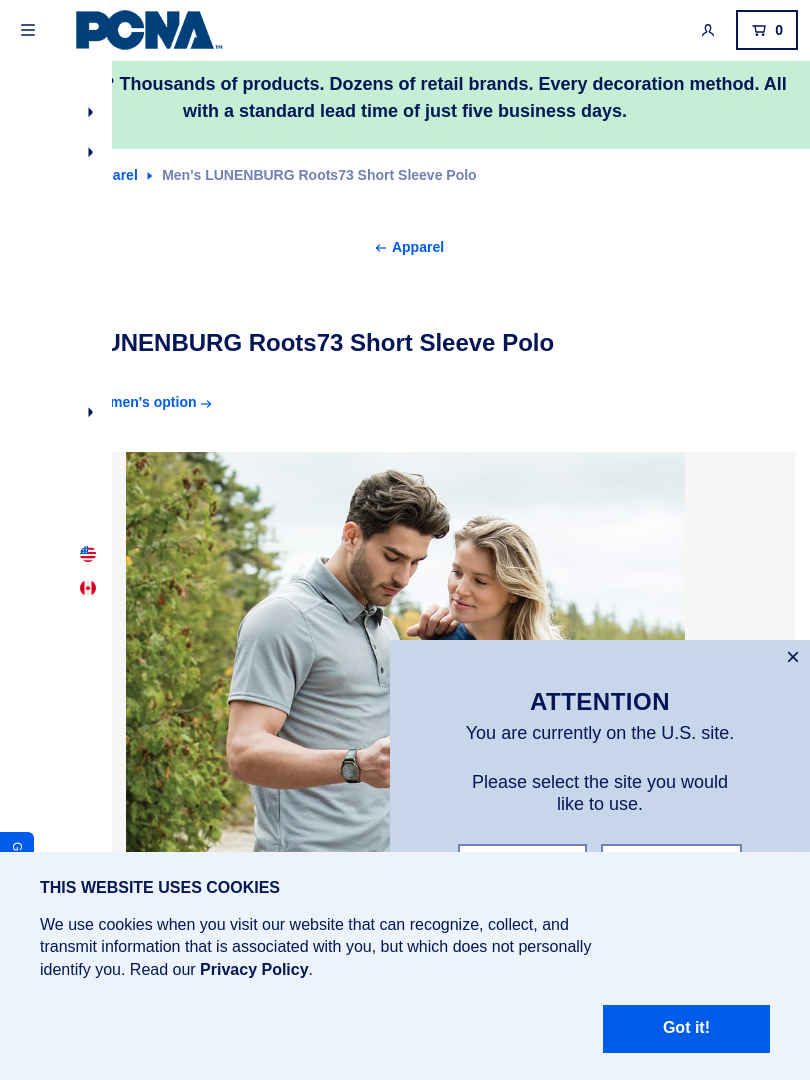 PCNA™
0
? Thousands of products. Dozens of retail brands. Every decoration method. All
with a standard lead time of just five business days.
arel
Men's LUNENBURG Roots73 Short Sleeve Polo
Apparel
UNENBURG Roots73 Short Sleeve Polo
men's option
ATTENTION
You are currently on the U.S. site.
Please select the site you would
like to use.
G
THIS WEBSITE USES COOKIES
We use cookies when you visit our website that can recognize, collect, and
transmit information that is associated with you, but which does not personally
identify you. Read our Privacy Policy.
Got it!